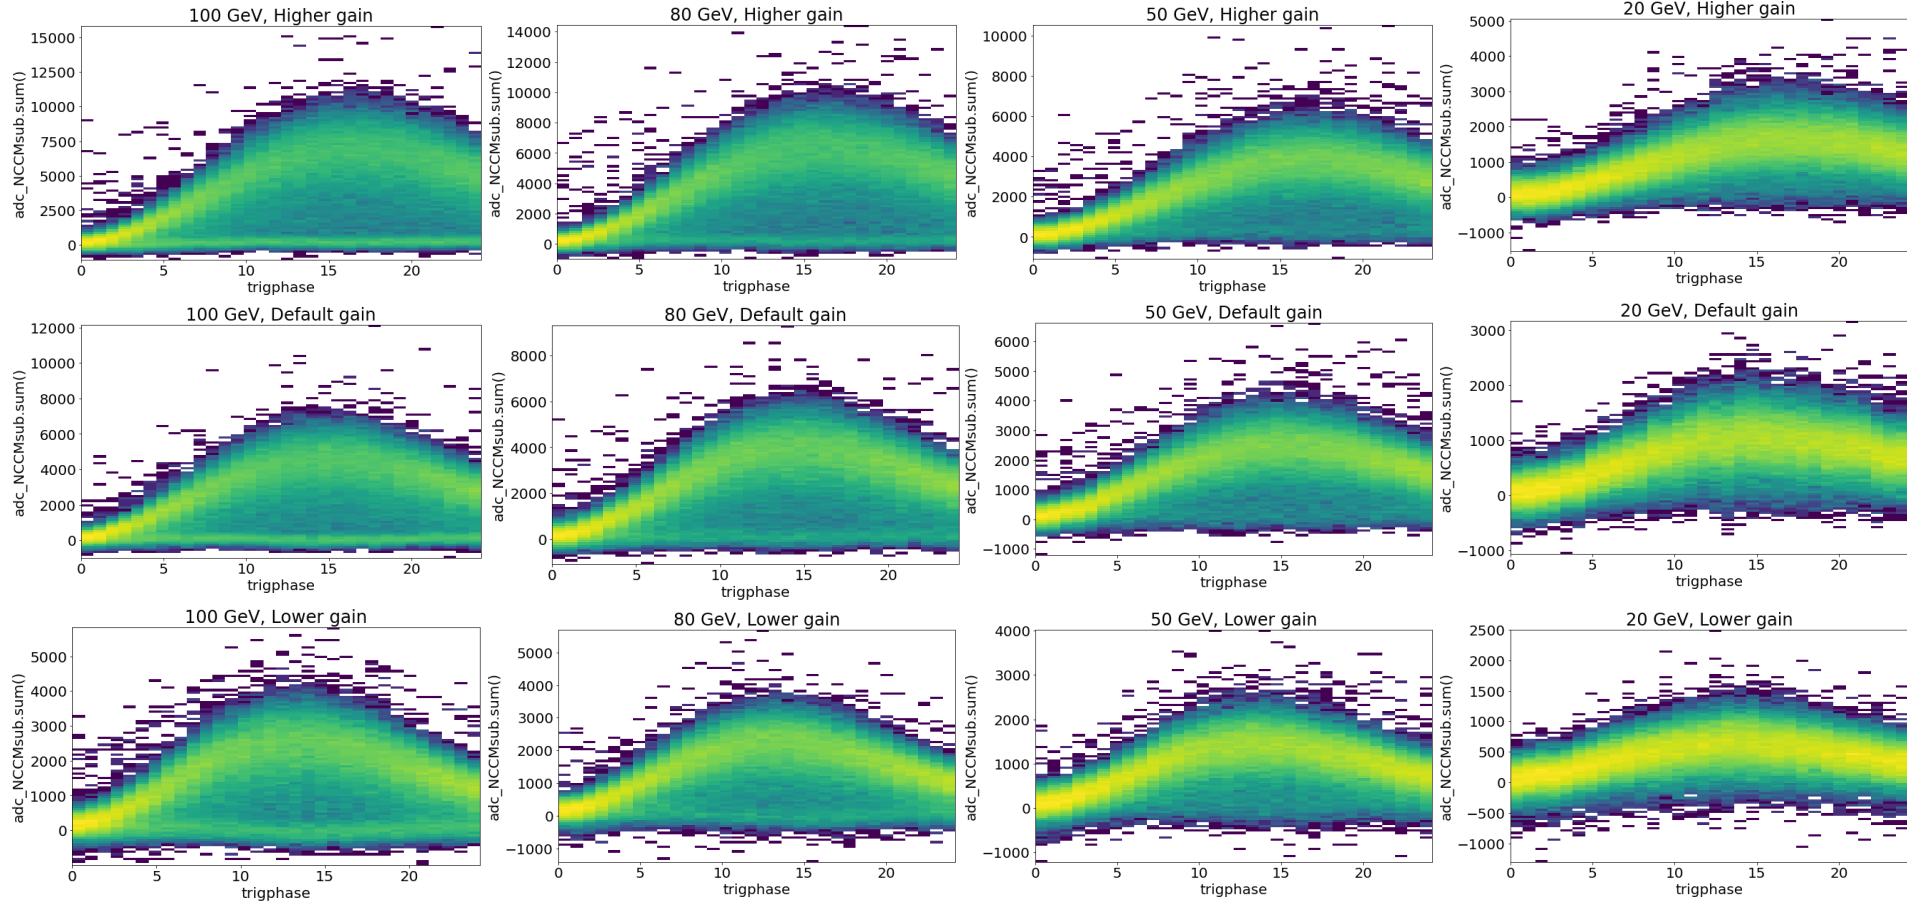 100 GeV, Higher gain
15000
12500
10000
7500
5000
2500
0
adc_NCCMsub.sum()
0 5 10 15 20
trigphase
80 GeV, Higher gain
14000
12000
10000
8000
6000
4000
2000
0
adc_NCCMsub.sum()
0 5 10 15 20
trigphase
50 GeV, Higher gain
10000
8000
6000
4000
2000
0
adc_NCCMsub.sum()
0 5 10 15 20
trigphase
20 GeV, Higher gain
5000
4000
3000
2000
1000
0
−1000
adc_NCCMsub.sum()
0 5 10 15 20
trigphase
100 GeV, Default gain
12000
10000
8000
6000
4000
2000
0
adc_NCCMsub.sum()
0 5 10 15 20
trigphase
80 GeV, Default gain
8000
6000
4000
2000
0
adc_NCCMsub.sum()
0 5 10 15 20
trigphase
50 GeV, Default gain
6000
5000
4000
3000
2000
1000
0
−1000
adc_NCCMsub.sum()
0 5 10 15 20
trigphase
20 GeV, Default gain
3000
2000
1000
0
−1000
adc_NCCMsub.sum()
0 5 10 15 20
trigphase
100 GeV, Lower gain
5000
4000
3000
2000
1000
0
adc_NCCMsub.sum()
0 5 10 15 20
trigphase
80 GeV, Lower gain
5000
4000
3000
2000
1000
0
−1000
adc_NCCMsub.sum()
0 5 10 15 20
trigphase
50 GeV, Lower gain
4000
3000
2000
1000
0
−1000
adc_NCCMsub.sum()
0 5 10 15 20
trigphase
20 GeV, Lower gain
2500
2000
1500
1000
500
0
−500
−1000
adc_NCCMsub.sum()
0 5 10 15 20
trigphase